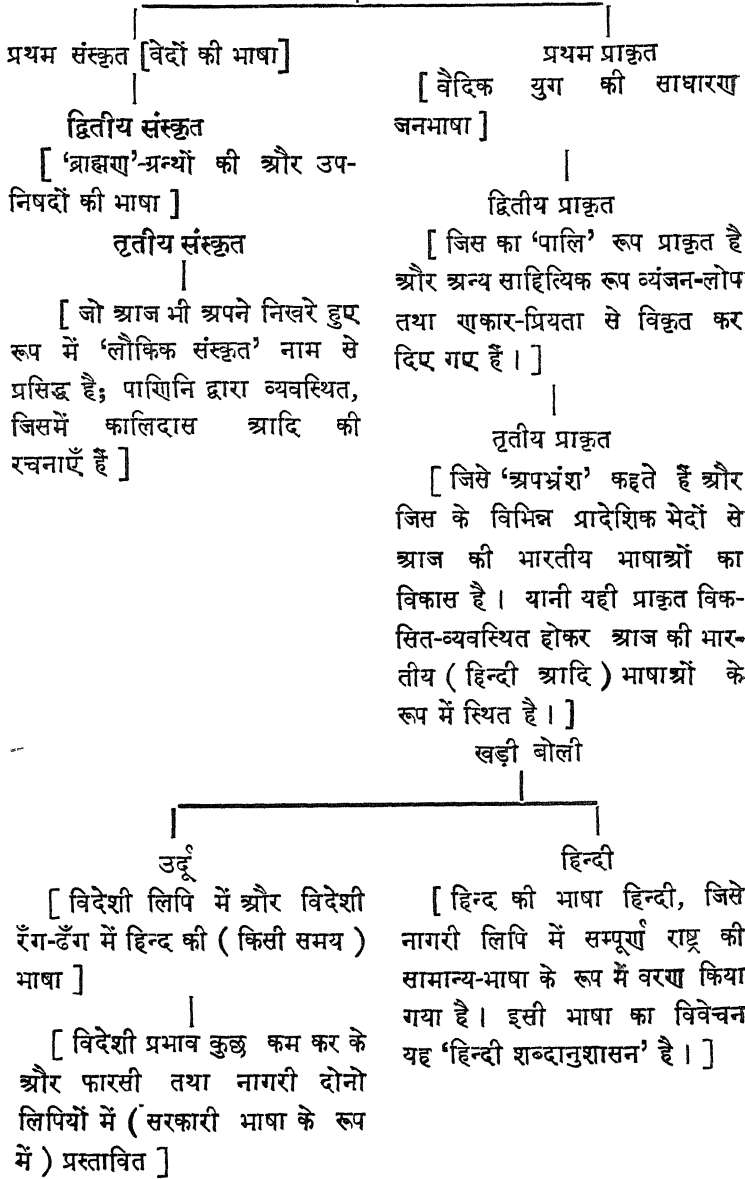 प्रथम संस्कृत [वेदों की भाषा]
द्वितीय संस्कृत
[ ‘ब्राह्मण’-ग्रन्थों की और उप-
निषदों की भाषा ]
तृतीय संस्कृत
[ जो आज भी अपने निखरे हुए
रूप में ‘लौकिक संस्कृत’ नाम से
प्रसिद्ध है; पाणिनि द्वारा व्यवस्थित,
जिसमें कालिदास आदि की
रचनाएँ हैं ]
प्रथम प्राकृत
[ वैदिक युग की साधारण
जनभाषा ]
द्वितीय प्राकृत
[ जिस का ‘पालि’ रूप प्राकृत है
और अन्य साहित्यिक रूप व्यंजन-लोप
तथा णकार-प्रियता से विकृत कर
दिए गए हैं । ]
तृतीय प्राकृत
[ जिसे ‘अपभ्रंश’ कहते हैं और
जिस के विभिन्न प्रादेशिक भेदों से
आज की भारतीय भाषाओं का
विकास है । यानी यही प्राकृत विक-
सित-व्यवस्थित होकर आज की भार-
तीय ( हिन्दी आदि ) भाषाओं के
रूप में स्थित है । ]
खड़ी बोली
उर्दू
[ विदेशी लिपि में और विदेशी
रँग-ढँग में हिन्द की ( किसी समय )
भाषा ]
[ विदेशी प्रभाव कुछ कम कर के
और फारसी तथा नागरी दोनो
लिपियों में ( सरकारी भाषा के रूप
में ) प्रस्तावित ]
हिन्दी
[ हिन्द की भाषा हिन्दी, जिसे
नागरी लिपि में सम्पूर्ण राष्ट्र की
सामान्य-भाषा के रूप में वरण किया
गया है । इसी भाषा का विवेचन
यह ‘हिन्दी शब्दानुशासन’ है । ]